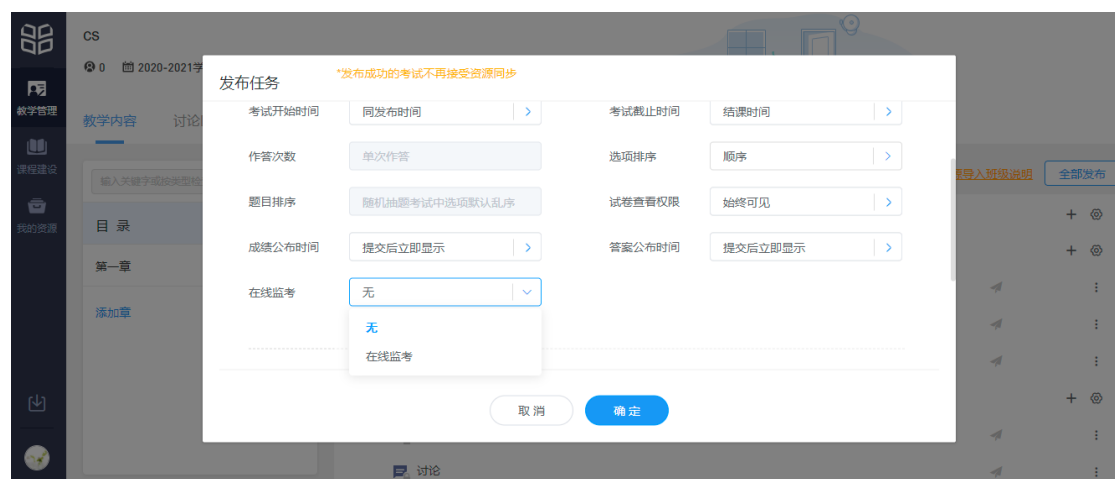 CS
0 2020-2021学
教学管理
课程建设
我的资源
教学内容 讨论
输入关键字或按类型检
目 录
第一章
添加章
发布任务 *发布成功的考试不再接受资源同步
考试开始时间 同发布时间 考试截止时间 结课时间
作答次数 单次作答 选项排序 顺序
题目排序 随机抽题考试中选项默认乱序 试卷查看权限 始终可见
成绩公布时间 提交后立即显示 答案公布时间 提交后立即显示
在线监考 无
无
在线监考
取消 确定
导入班级说明 全部发布
讨论